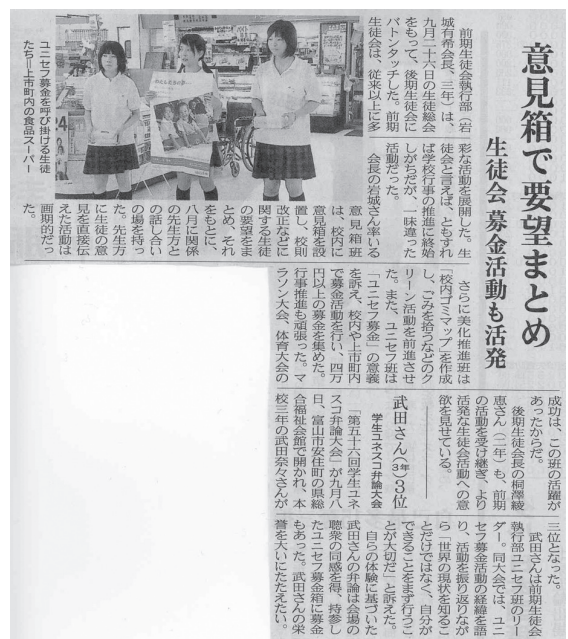 意見箱で要望まとめ
生徒会 募金活動も活発
前期生徒会執行部（岩
城有希会長、三年）は、
九月二十六日の生徒総会
をもって、後期生徒会に
バトンタッチした。前期
生徒会は、従来以上に多
彩な活動を展開した。生
徒会と言えば、ともすれ
ば学校行事の推進に終始
しがちだが、一味違った
活動だった。
会長の岩城さん率いる
意見箱班
は、校内に
意見箱を設
置し、校則
改正などに
関する生徒
の要望をま
とめ、それ
をもとに、
八月に関係
の先生方と
の話し合い
の場を持っ
た。先生方
に生徒の意
見を直接伝
えた活動は
画期的だっ
た。
ユニセフ募金を呼び掛ける生徒
たち＝上市町内の食品スーパー
さらに美化推進班は
「校内ゴミマップ」を作成
し、ごみを拾うなどのク
リーン活動を前進させ
た。また、ユニセフ班は
「ユニセフ募金」の意義
を訴え、校内や上市町内
で募金活動を行い、四万
円以上の募金を集めた。
行事推進も頑張った。マ
ラソン大会、体育大会の
成功は、この班の活躍が
あったからだ。
後期生徒会長の桐澤綾
恵さん（二年）も、前期
の活動を受け継ぎ、より
活発な生徒会活動への意
欲を見せている。
武田さん（3年）3位
学生ユネスコ弁論大会
「第五十六回学生ユネ
スコ弁論大会」が九月八
日、富山市安住町の県総
合福祉会館で開かれ、本
校三年の武田奈々さんが
三位となった。
武田さんは前期生徒会
執行部ユニセフ班のリー
ダー。同大会では、ユニ
セフ募金活動の経緯を語
り、活動を振り返りなが
ら「世界の現状を知るこ
とだけではなく、自分が
できることをまず行うこ
とが大切だ」と訴えた。
自らの体験に基づいた
武田さんの弁論は会場の
聴衆の同感を得、持参し
たユニセフ募金箱に募金
もあった。武田さんの栄
誉を大いにたたえたい。